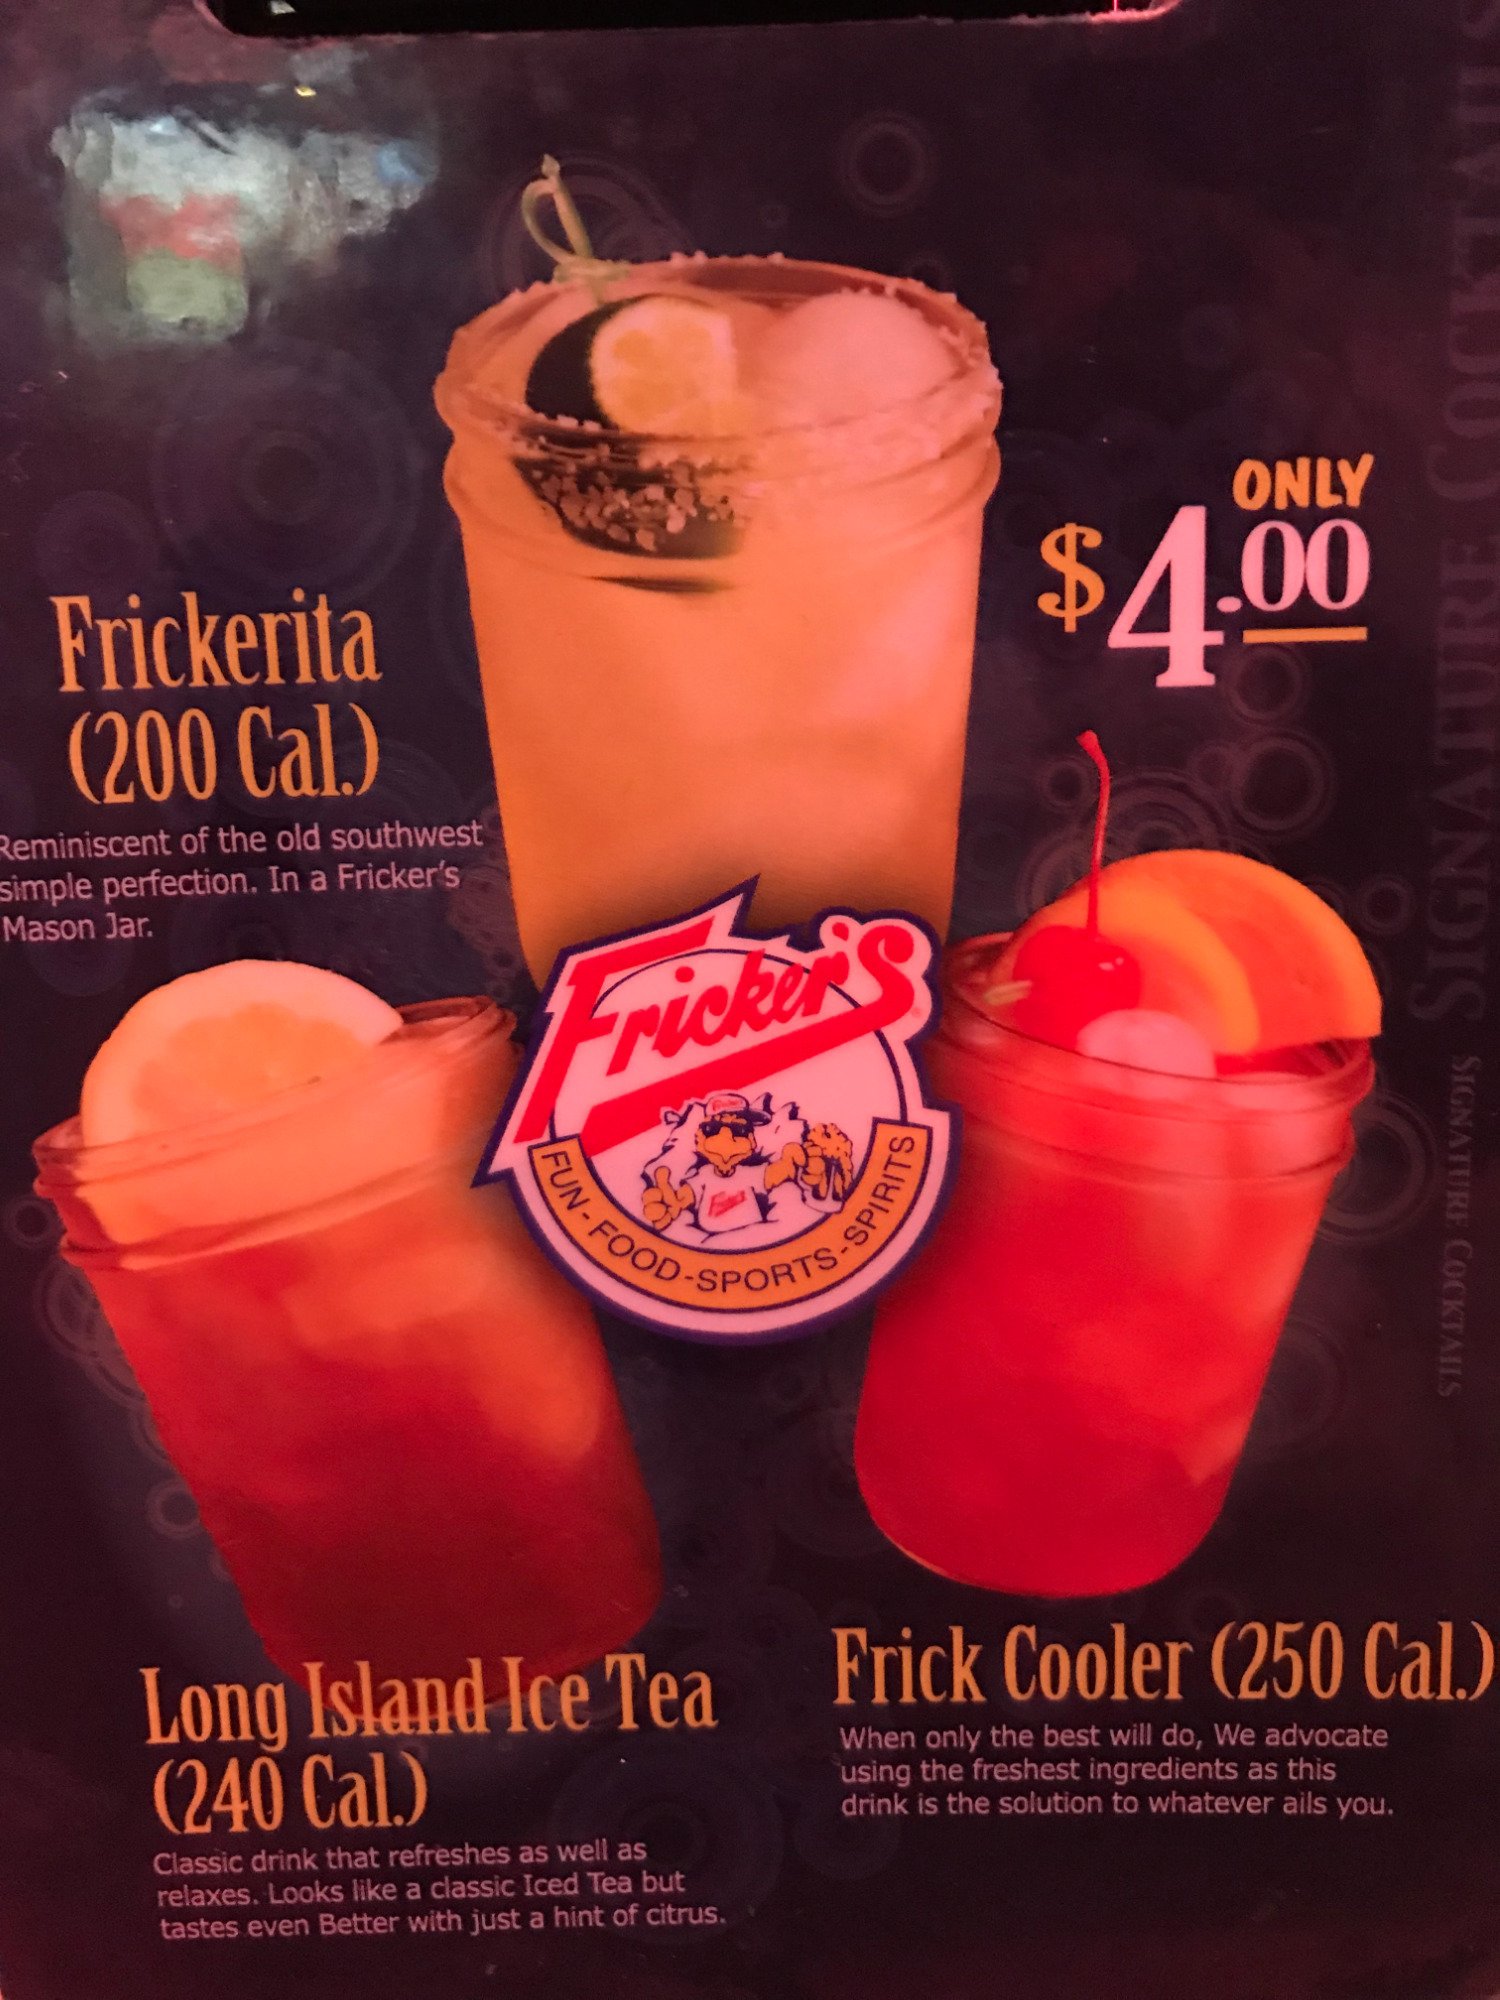 ONLY
$4.00
Frickerita
(200 Cal.)
Reminiscent of the old southwest
simple perfection. In a Fricker's
Mason Jar.
SIGNATURE COCKTAILS
SIGNATURE COCKTAILS
Fricker's
FUN-FOOD-SPORTS-SPIRITS
Long Island Ice Tea
(240 Cal.)
Classic drink that refreshes as well as
relaxes. Looks like a classic Iced Tea but
tastes even Better with just a hint of citrus.
Frick Cooler (250 Cal.)
When only the best will do, We advocate
using the freshest ingredients as this
drink is the solution to whatever ails you.